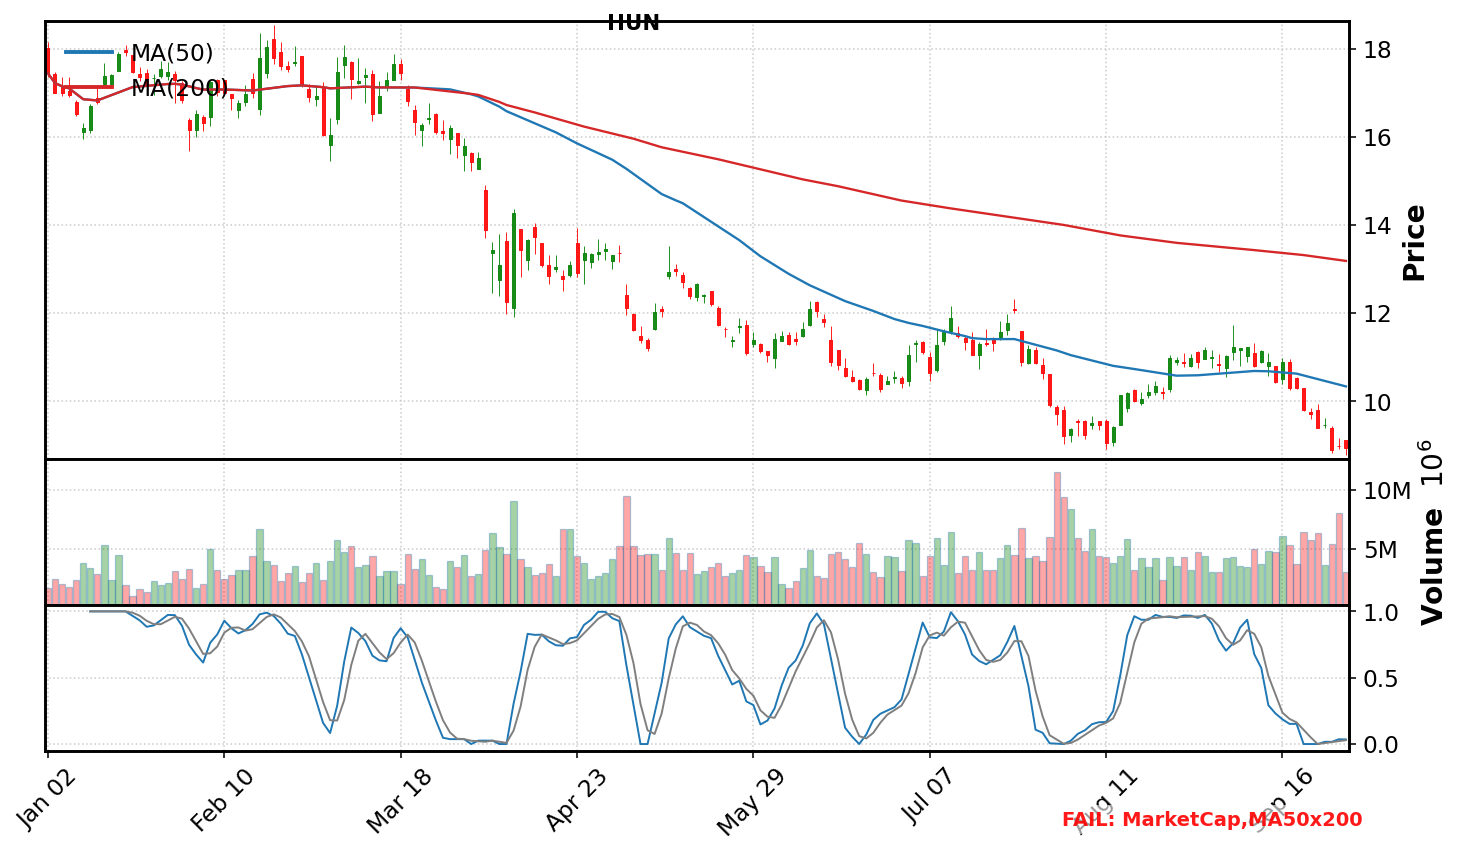 HUN
MA(50)
MA(200)
18
16
14
12
10
Price
10M
5M
Volume 10^6
1.0
0.5
0.0
Jan 02
Feb 10
Mar 18
Apr 23
May 29
Jul 07
Aug 11
Sep 16
FAIL: MarketCap,MA50x200